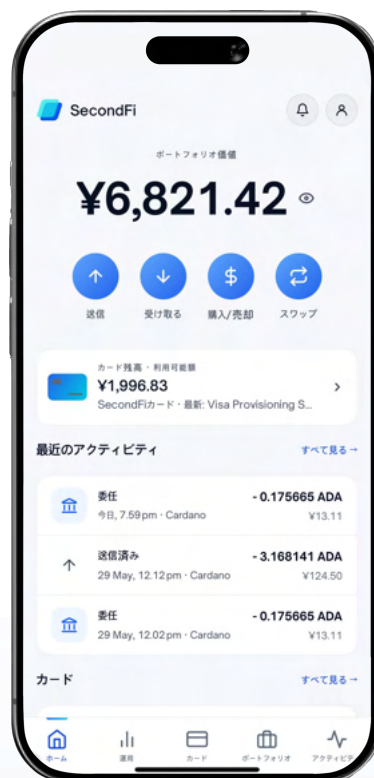 SecondFi
ポートフォリオ価値
¥6,821.42
送信
受け取る
購入/売却
スワップ
カード残高・利用可能額
¥1,996.83
SecondFiカード・最新: Visa Provisioning S...
最近のアクティビティ
すべて見る→
委任
- 0.175665 ADA
今日, 7.59 pm · Cardano
¥13.11
送信済み
- 3.168141 ADA
29 May, 12.12 pm · Cardano
¥124.50
委任
- 0.175665 ADA
29 May, 12.02 pm · Cardano
¥13.11
カード
すべて見る→
ホーム
運用
カード
ポートフォリオ
アクティビテ